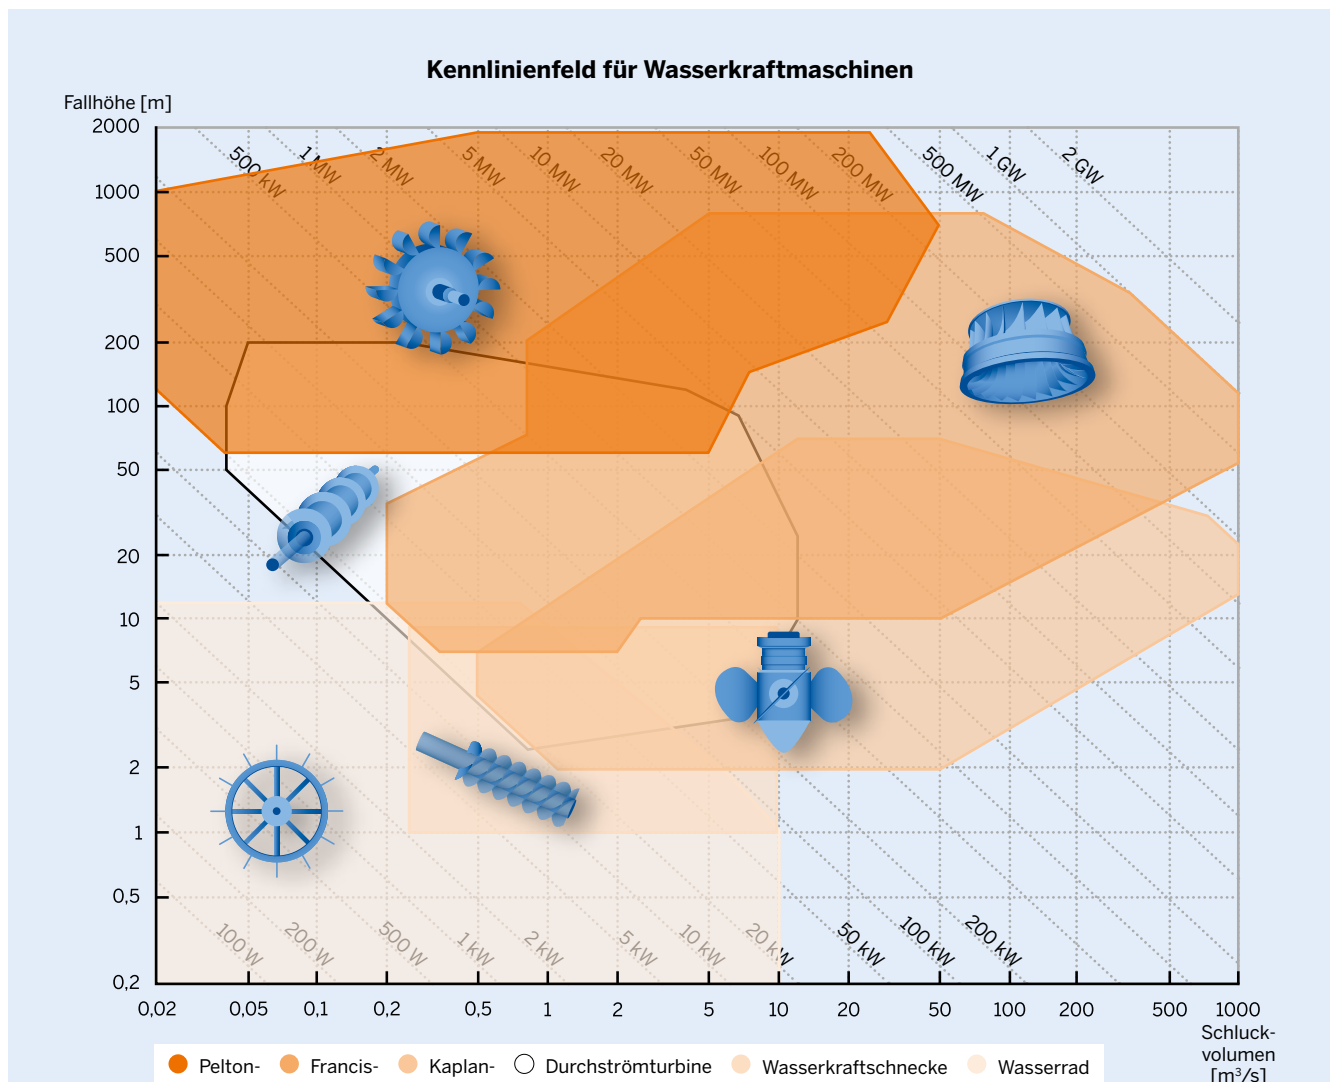 Kennlinienfeld für Wasserkraftmaschinen
Fallhöhe [m]
2000
1000
500
200
100
50
20
10
5
2
1
0,5
0,2
500 kW
1 MW
2 MW
5 MW
10 MW
20 MW
50 MW
100 MW
200 MW
500 MW
1 GW
2 GW
100 W
200 W
500 W
1 kW
2 kW
5 kW
10 kW
20 kW
50 kW
100 kW
200 kW
0,02
0,05
0,1
0,2
0,5
1
2
5
10
20
50
100
200
500
1000
Schluck-
volumen
[m³/s]
Pelton-
Francis-
Kaplan-
Durchströmturbine
Wasserkraftschnecke
Wasserrad